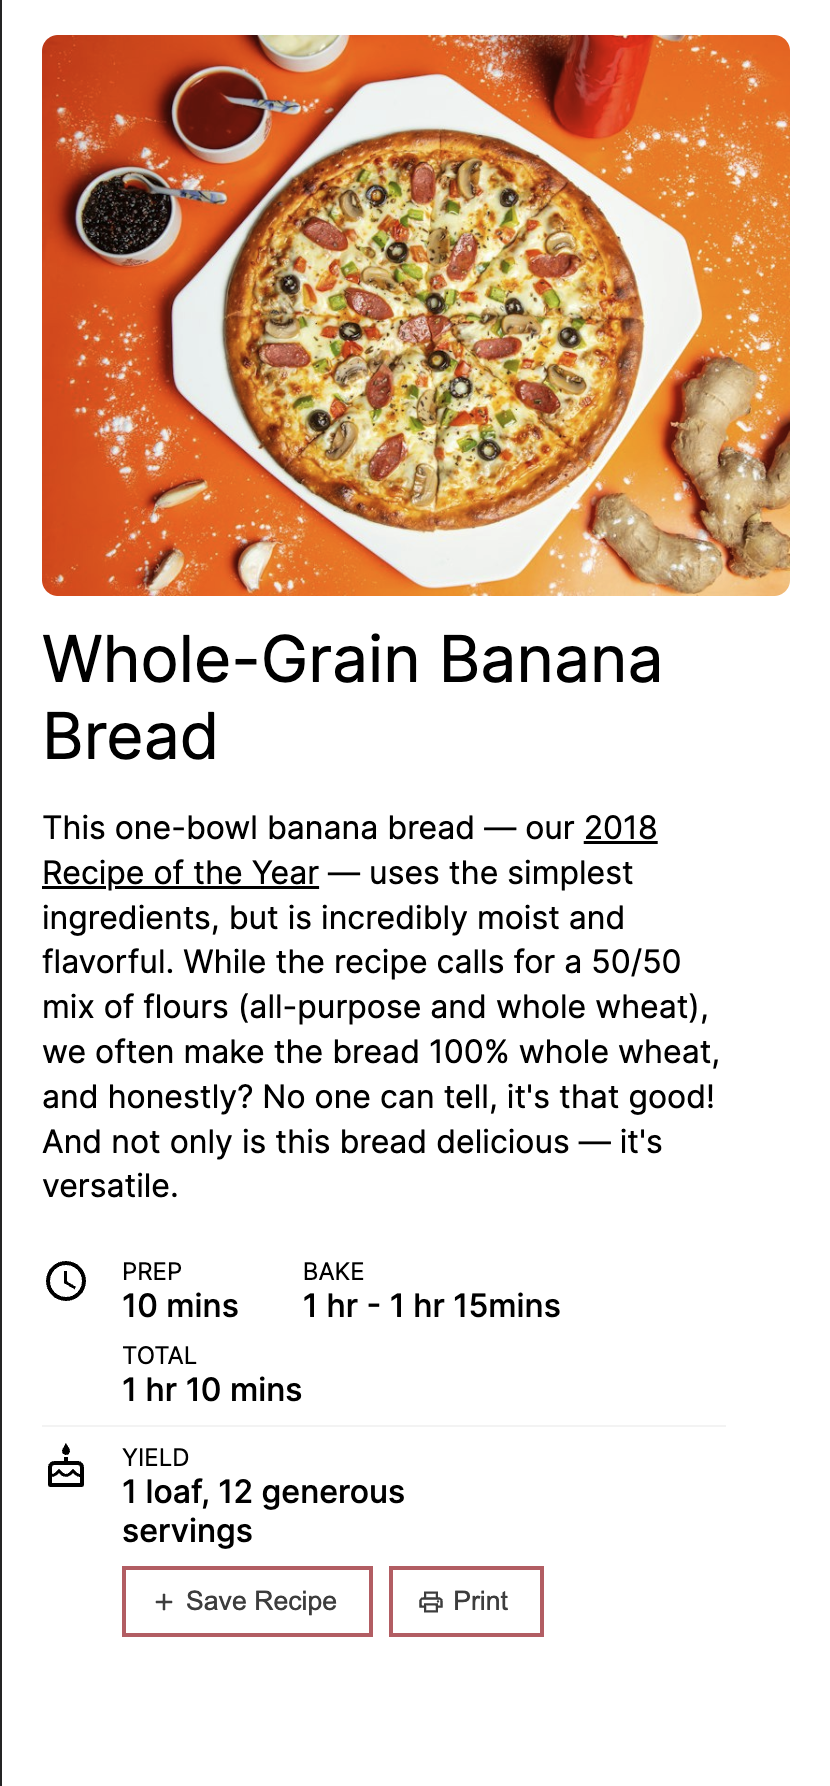 Whole-Grain Banana
Bread
This one-bowl banana bread — our 2018
Recipe of the Year — uses the simplest
ingredients, but is incredibly moist and
flavorful. While the recipe calls for a 50/50
mix of flours (all-purpose and whole wheat),
we often make the bread 100% whole wheat,
and honestly? No one can tell, it's that good!
And not only is this bread delicious — it's
versatile.
PREP
10 mins
BAKE
1 hr - 1 hr 15mins
TOTAL
1 hr 10 mins
YIELD
1 loaf, 12 generous
servings
+ Save Recipe
Print